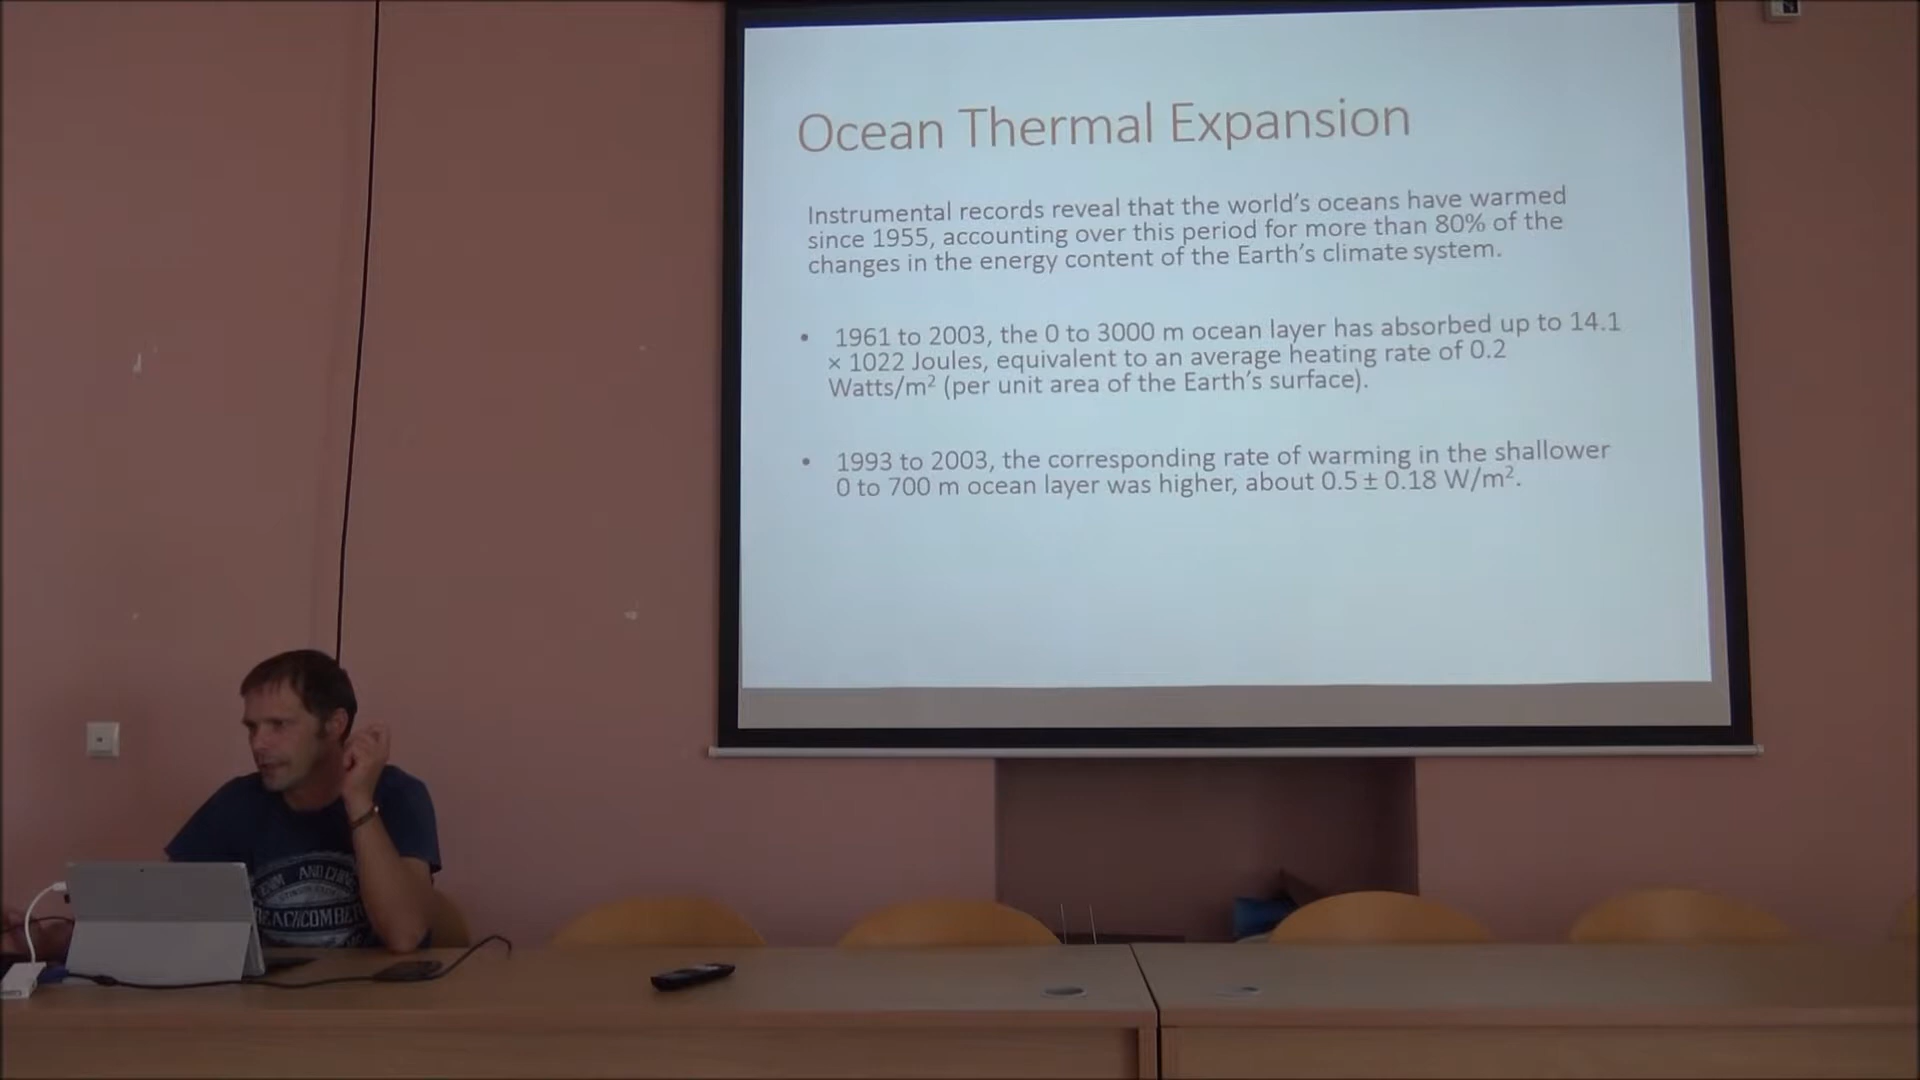 Ocean Thermal Expansion
Instrumental records reveal that the world's oceans have warmed
since 1955, accounting over this period for more than 80% of the
changes in the energy content of the Earth's climate system.
• 1961 to 2003, the 0 to 3000 m ocean layer has absorbed up to 14.1
× 1022 Joules, equivalent to an average heating rate of 0.2
Watts/m² (per unit area of the Earth's surface).
• 1993 to 2003, the corresponding rate of warming in the shallower
0 to 700 m ocean layer was higher, about 0.5 ± 0.18 W/m².
AND